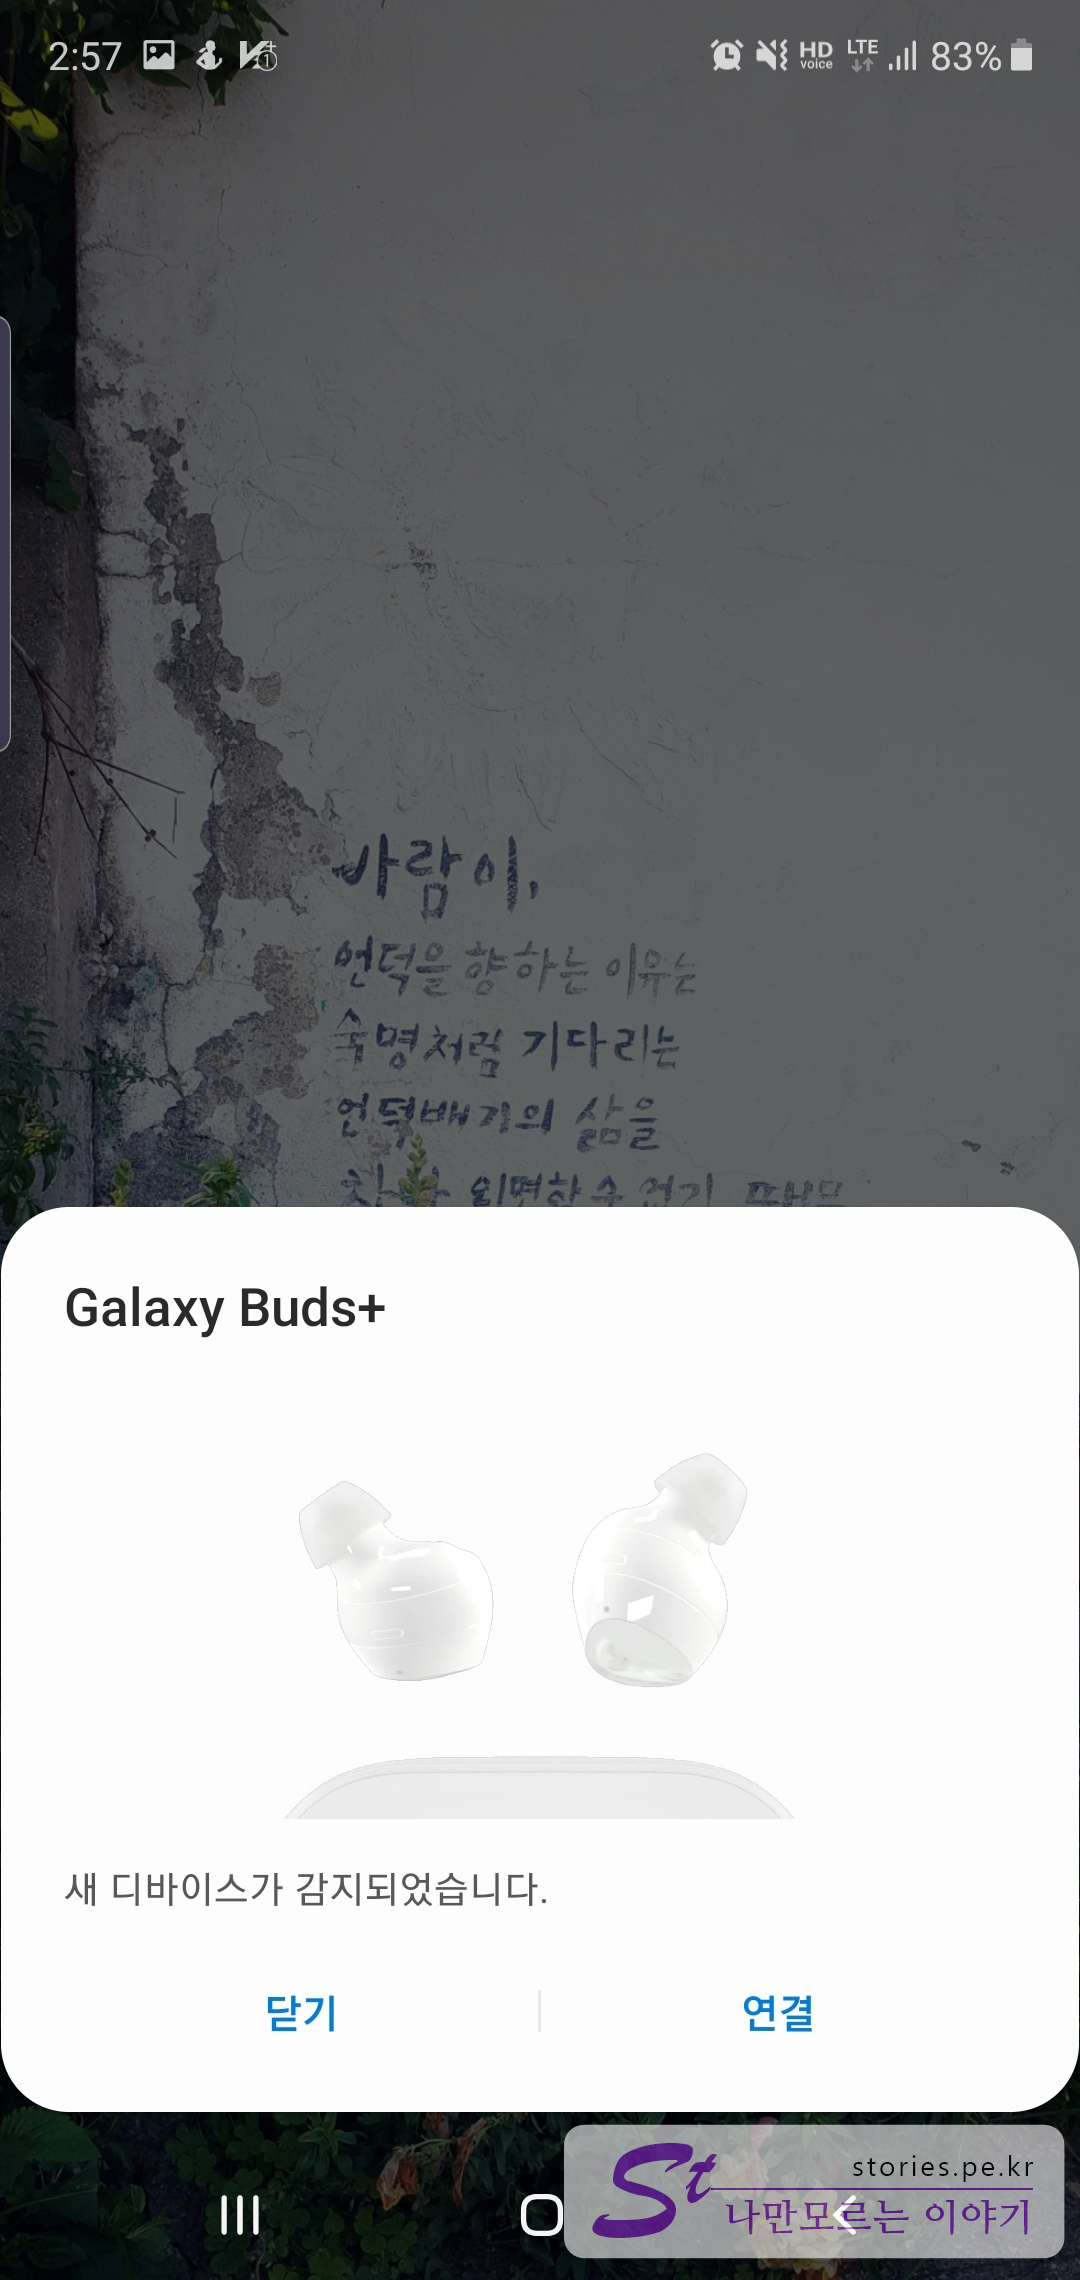 2:57
HD voice LTE 83%
바람이,
언덕을 향하는 이유는
숙명처럼 기다리는
언덕배기의 삶을
외면할 수 없기
Galaxy Buds+
새 디바이스가 감지되었습니다.
닫기 연결
St stories.pe.kr
나만모르는 이야기